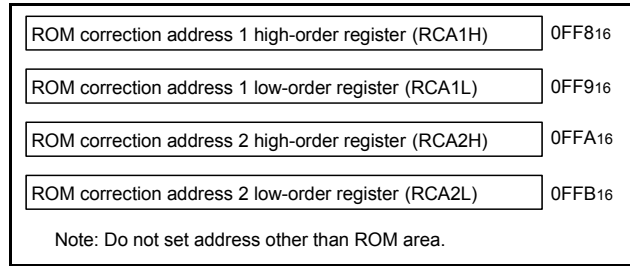 ROM correction address 1 high-order register (RCA1H) 0FF816
ROM correction address 1 low-order register (RCA1L) 0FF916
ROM correction address 2 high-order register (RCA2H) 0FFA16
ROM correction address 2 low-order register (RCA2L) 0FFB16
Note: Do not set address other than ROM area.